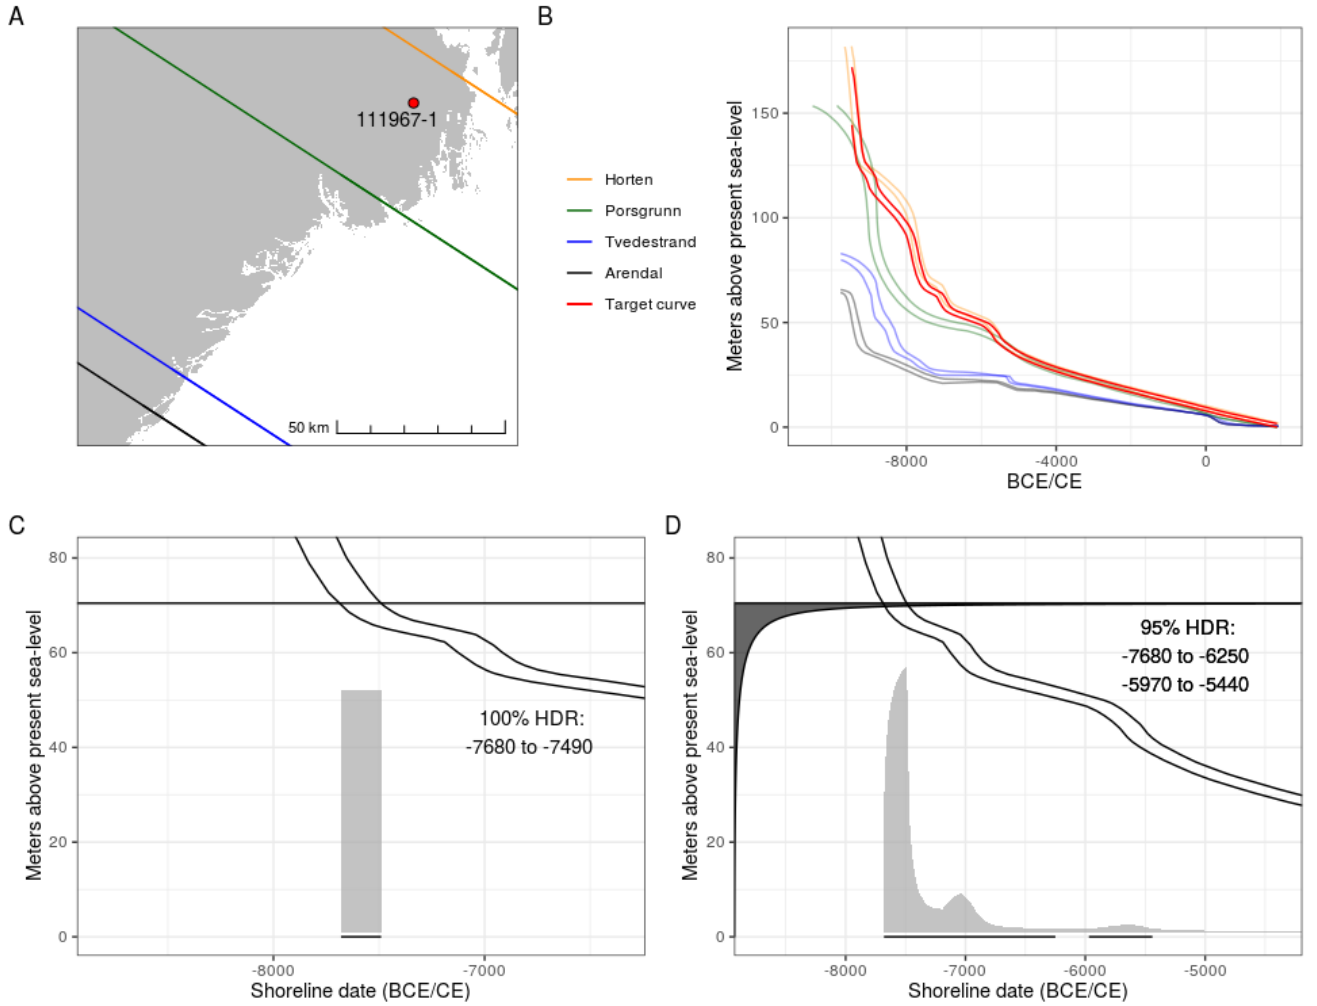 A
111967-1
50 km
Horten
Porsgrunn
Tvedestrand
Arendal
Target curve
B
Meters above present sea-level
150
100
50
0
-8000
-4000
0
BCE/CE
C
Meters above present sea-level
80
60
40
20
0
100% HDR:
-7680 to -7490
-8000
-7000
Shoreline date (BCE/CE)
D
Meters above present sea-level
80
60
40
20
0
95% HDR:
-7680 to -6250
-5970 to -5440
-8000
-7000
-6000
-5000
Shoreline date (BCE/CE)